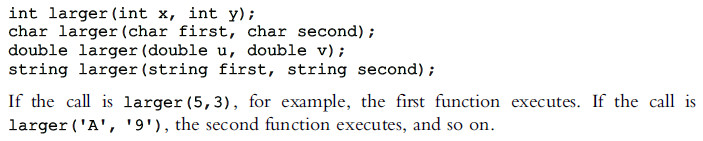 int larger(int x, int y);
char larger(char first, char second);
double larger(double u, double v);
string larger(string first, string second);
If the call is larger(5,3), for example, the first function executes. If the call is
larger('A', '9'), the second function executes, and so on.